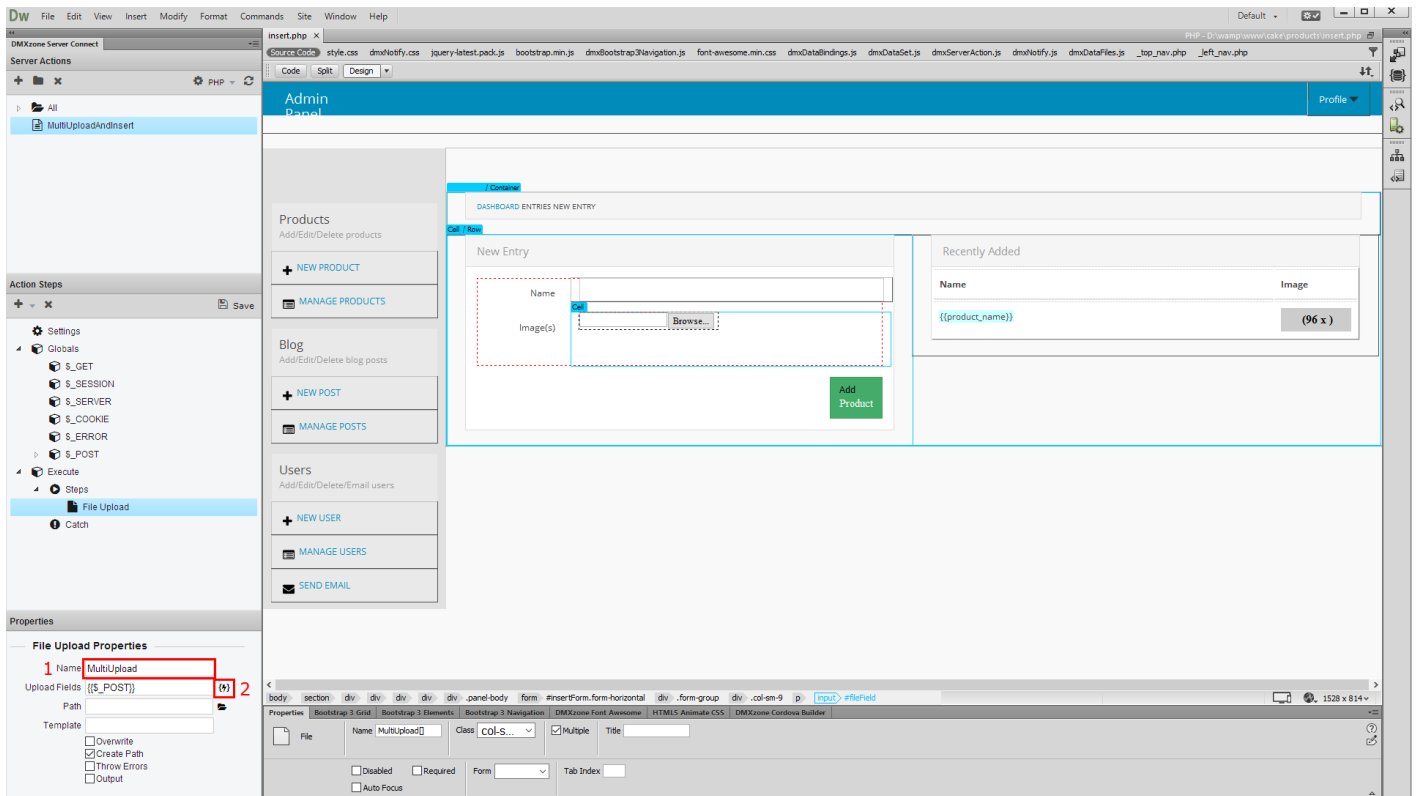 Dw File Edit View Insert Modify Format Commands Site Window Help
Default
DMXzone Server Connect
Server Actions
PHP
All
MultiUploadAndInsert
Action Steps
Save
Settings
Globals
$_GET
$_SESSION
$_SERVER
$_COOKIE
$_ERROR
$_POST
Execute
Steps
File Upload
Catch
Properties
File Upload Properties
1 Name MultiUpload
Upload Fields {{$_POST}} 2
Path
Template
Overwrite
Create Path
Throw Errors
Output
insert.php ×
PHP - D:\wamp\www\cake\products\insert.php
Source Code style.css dmxNotify.css jquery-latest.pack.js bootstrap.min.js dmxBootstrap3Navigation.js font-awesome.min.css dmxDataBindings.js dmxDataSet.js dmxServerAction.js dmxNotify.js dmxDataFiles.js _top_nav.php _left_nav.php
Code Split Design
Admin
Panel
Profile
Products
Add/Edit/Delete products
NEW PRODUCT
MANAGE PRODUCTS
Blog
Add/Edit/Delete blog posts
NEW POST
MANAGE POSTS
Users
Add/Edit/Delete/Email users
NEW USER
MANAGE USERS
SEND EMAIL
/ Container
DASHBOARD ENTRIES NEW ENTRY
Cell / Row
New Entry
Name
Cell
Image(s) Browse...
Add
Product
Recently Added
Name Image
{{product_name}} (96 x )
body section div div div div div .panel-body form #insertForm.form-horizontal div .form-group div .col-sm-9 p input #fileField
1528 x 814
Properties Bootstrap 3 Grid Bootstrap 3 Elements Bootstrap 3 Navigation DMXzone Font Awesome HTML5 Animate CSS DMXzone Cordova Builder
File Name MultiUpload[] Class col-s... Multiple Title
Disabled Required Form Tab Index
Auto Focus